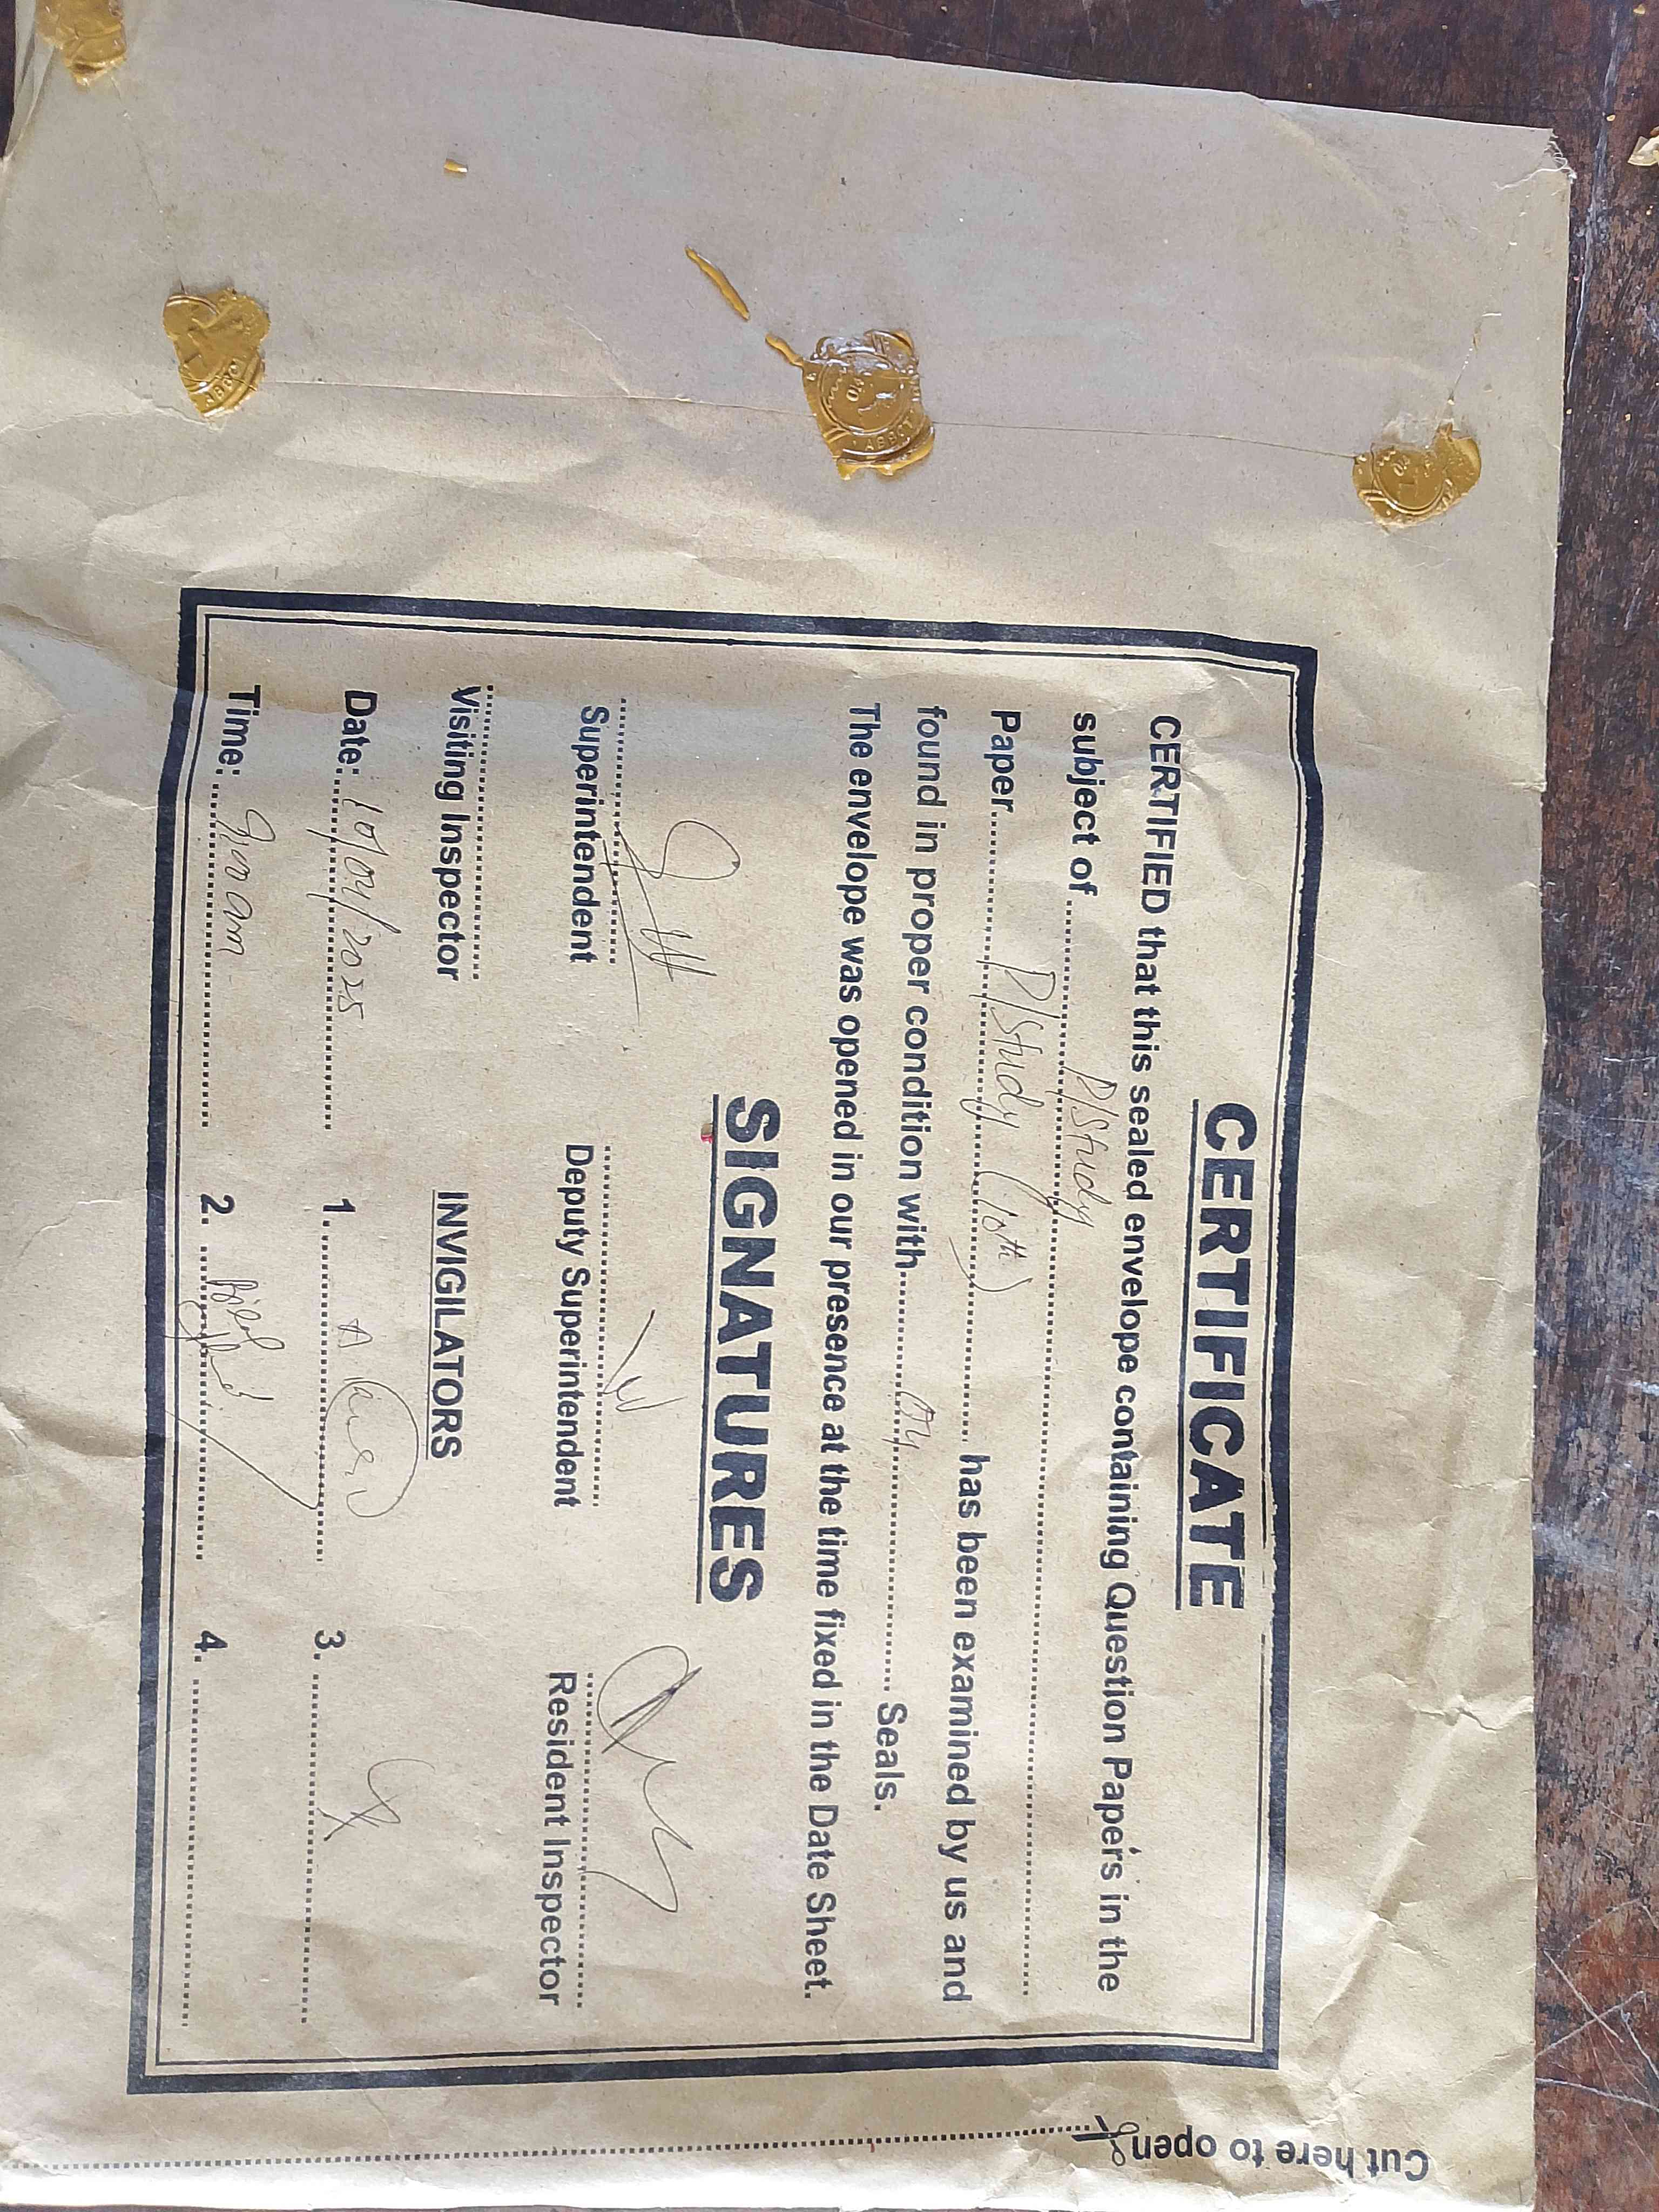 CERTIFICATE
CERTIFIED that this sealed envelope containing Question Papers in the
subject of ........ P/Study ........
Paper........ P/Study (10th) ........ has been examined by us and
found in proper condition with........ 04 ........ Seals.
The envelope was opened in our presence at the time fixed in the Date Sheet.
SIGNATURES
Superintendent Deputy Superintendent Resident Inspector
Visiting Inspector INVIGILATORS
Date: 10/04/2025 1. 3.
Time: 9:00 am 2. 4.
Cut here to open